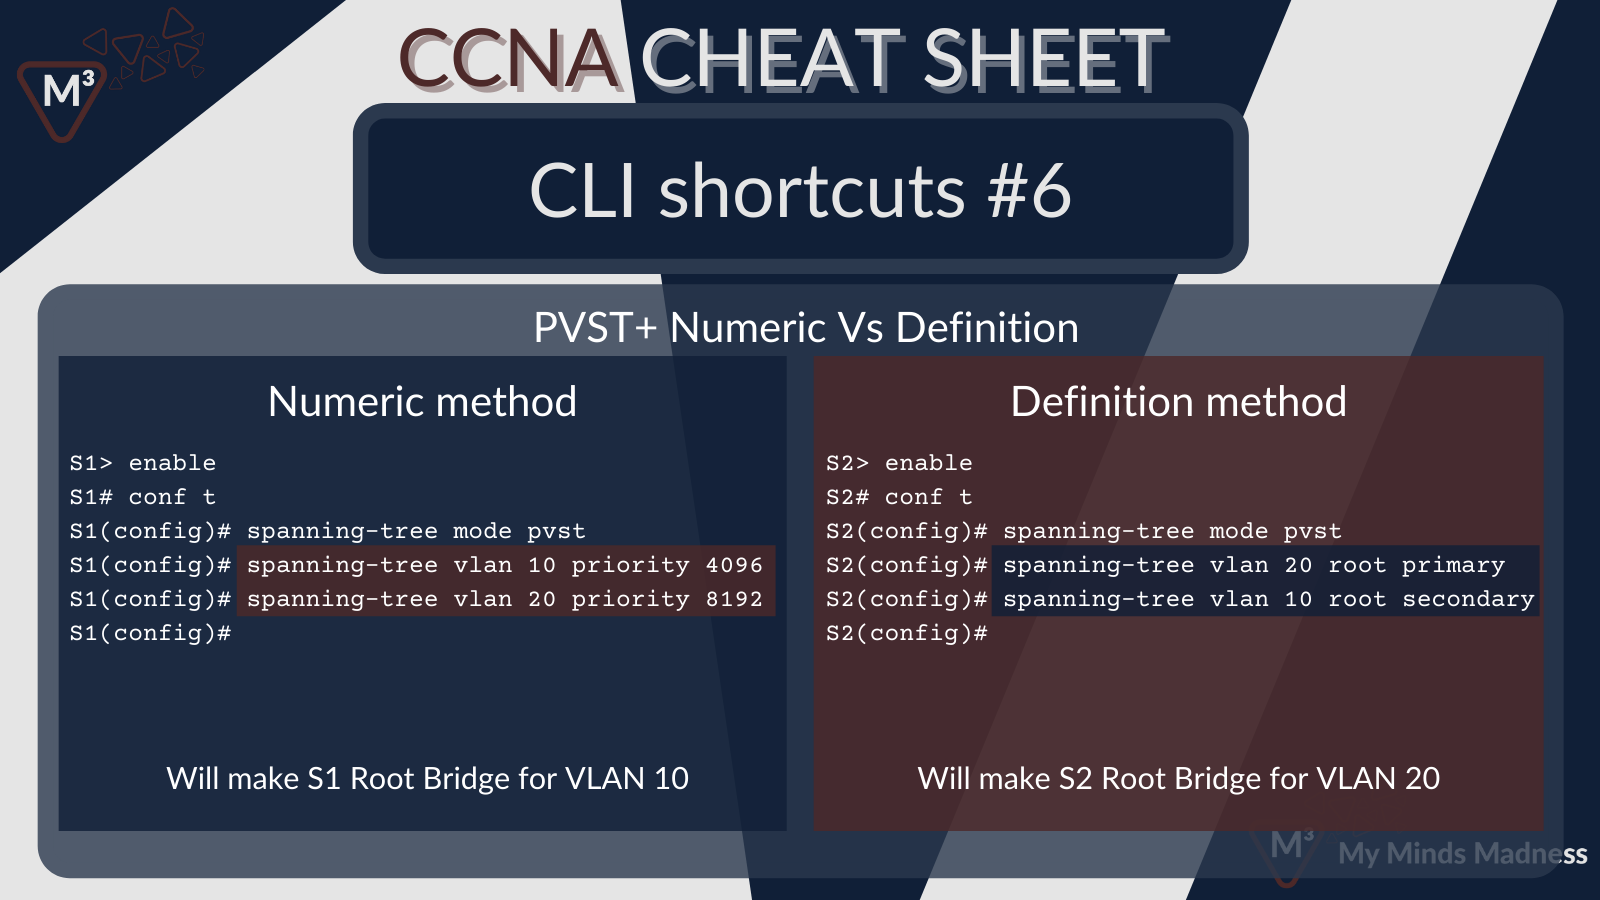 M³
CCNA CHEAT SHEET
CLI shortcuts #6
PVST+ Numeric Vs Definition
Numeric method
S1> enable
S1# conf t
S1(config)# spanning-tree mode pvst
S1(config)# spanning-tree vlan 10 priority 4096
S1(config)# spanning-tree vlan 20 priority 8192
S1(config)#
Will make S1 Root Bridge for VLAN 10
Definition method
S2> enable
S2# conf t
S2(config)# spanning-tree mode pvst
S2(config)# spanning-tree vlan 20 root primary
S2(config)# spanning-tree vlan 10 root secondary
S2(config)#
Will make S2 Root Bridge for VLAN 20
M³ My Minds Madness